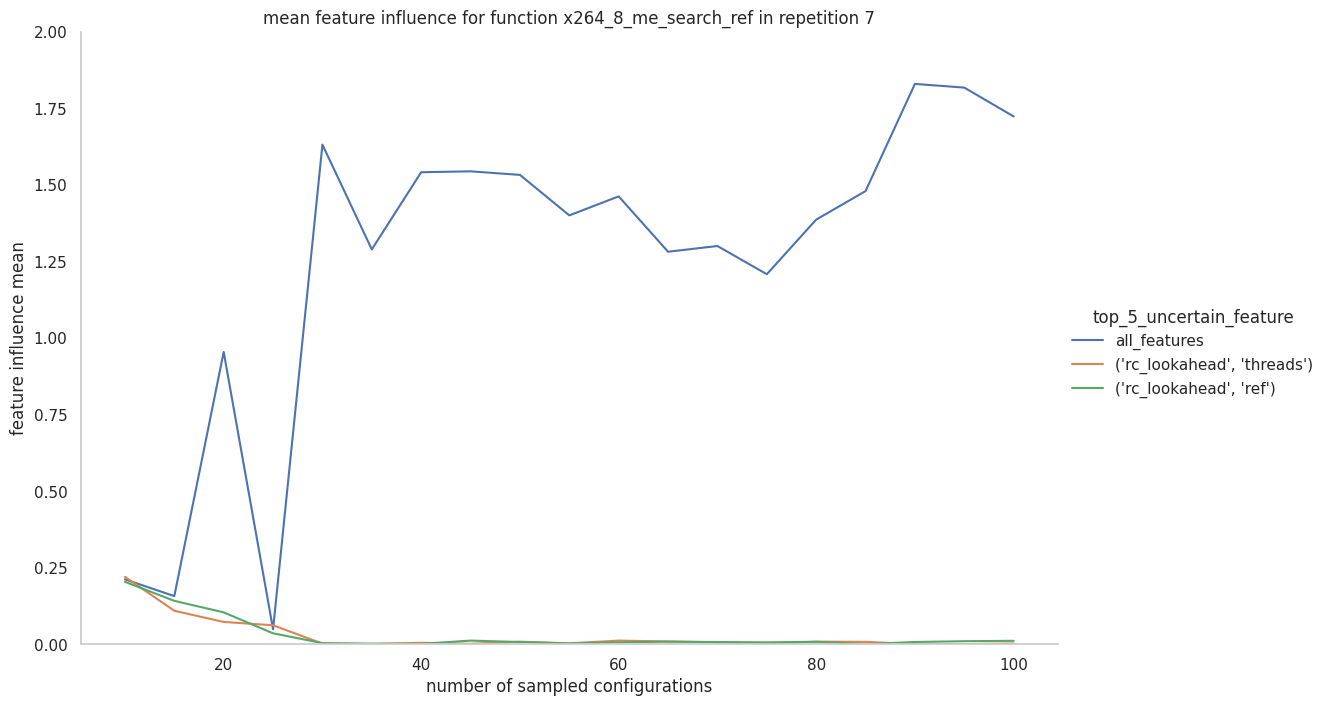 mean feature influence for function x264_8_me_search_ref in repetition 7
2.00
1.75
1.50
1.25
1.00
0.75
0.50
0.25
0.00
feature influence mean
20
40
60
80
100
number of sampled configurations
top_5_uncertain_feature
all_features
('rc_lookahead', 'threads')
('rc_lookahead', 'ref')